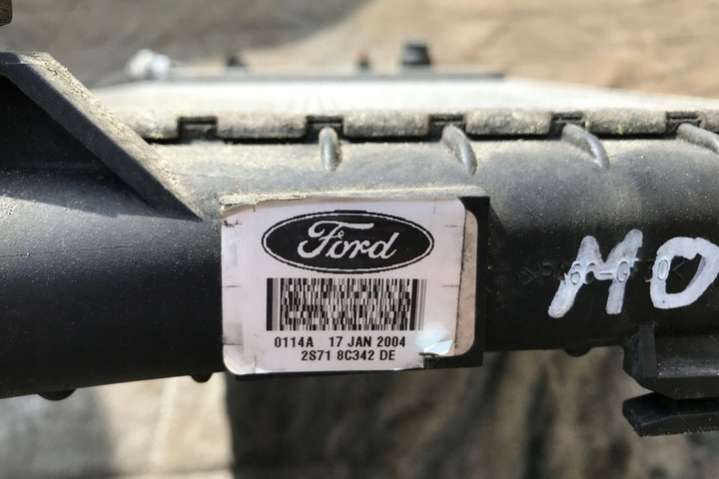 Ford
0114A 17 JAN 2004
2S71 8C342 DE
MO